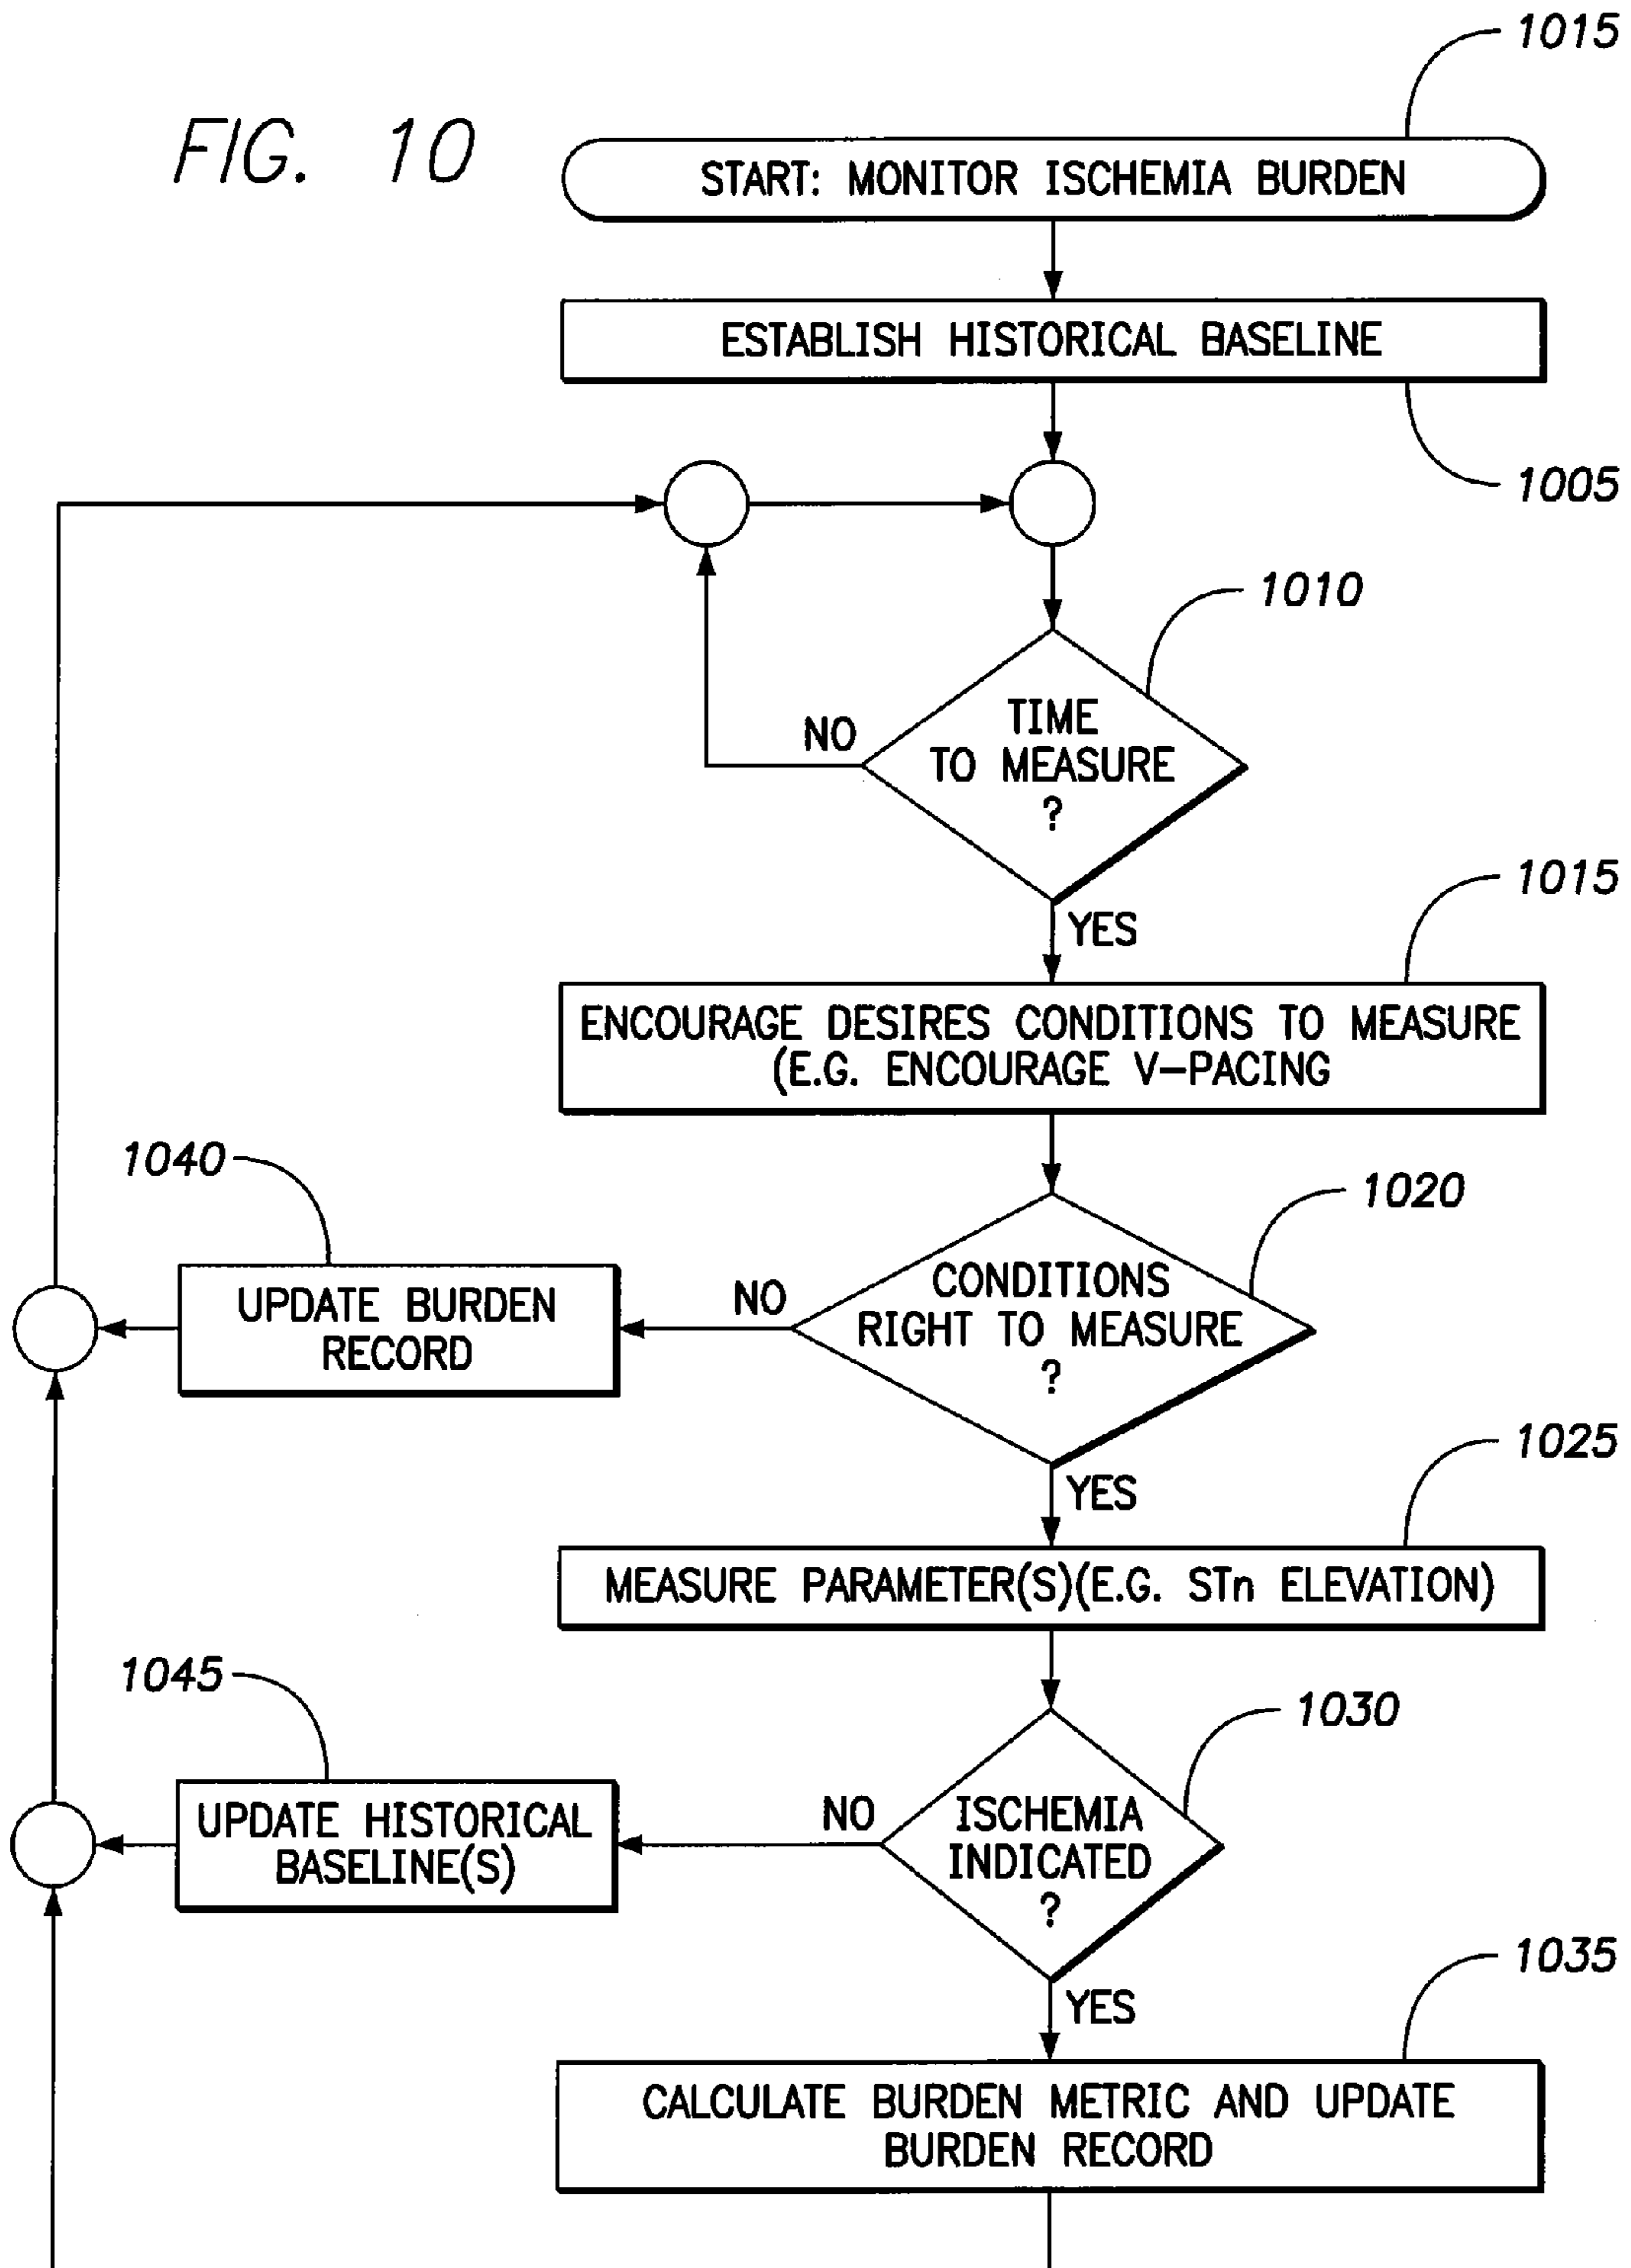 1015
FIG. 10
START: MONITOR ISCHEMIA BURDEN
ESTABLISH HISTORICAL BASELINE
1005
1010
TIME
TO MEASURE
?
NO
YES
1015
ENCOURAGE DESIRES CONDITIONS TO MEASURE
(E.G. ENCOURAGE V-PACING
1040
1020
UPDATE BURDEN
RECORD
NO
CONDITIONS
RIGHT TO MEASURE
?
YES
1025
MEASURE PARAMETER(S)(E.G. STn ELEVATION)
1045
1030
UPDATE HISTORICAL
BASELINE(S)
NO
ISCHEMIA
INDICATED
?
YES
1035
CALCULATE BURDEN METRIC AND UPDATE
BURDEN RECORD